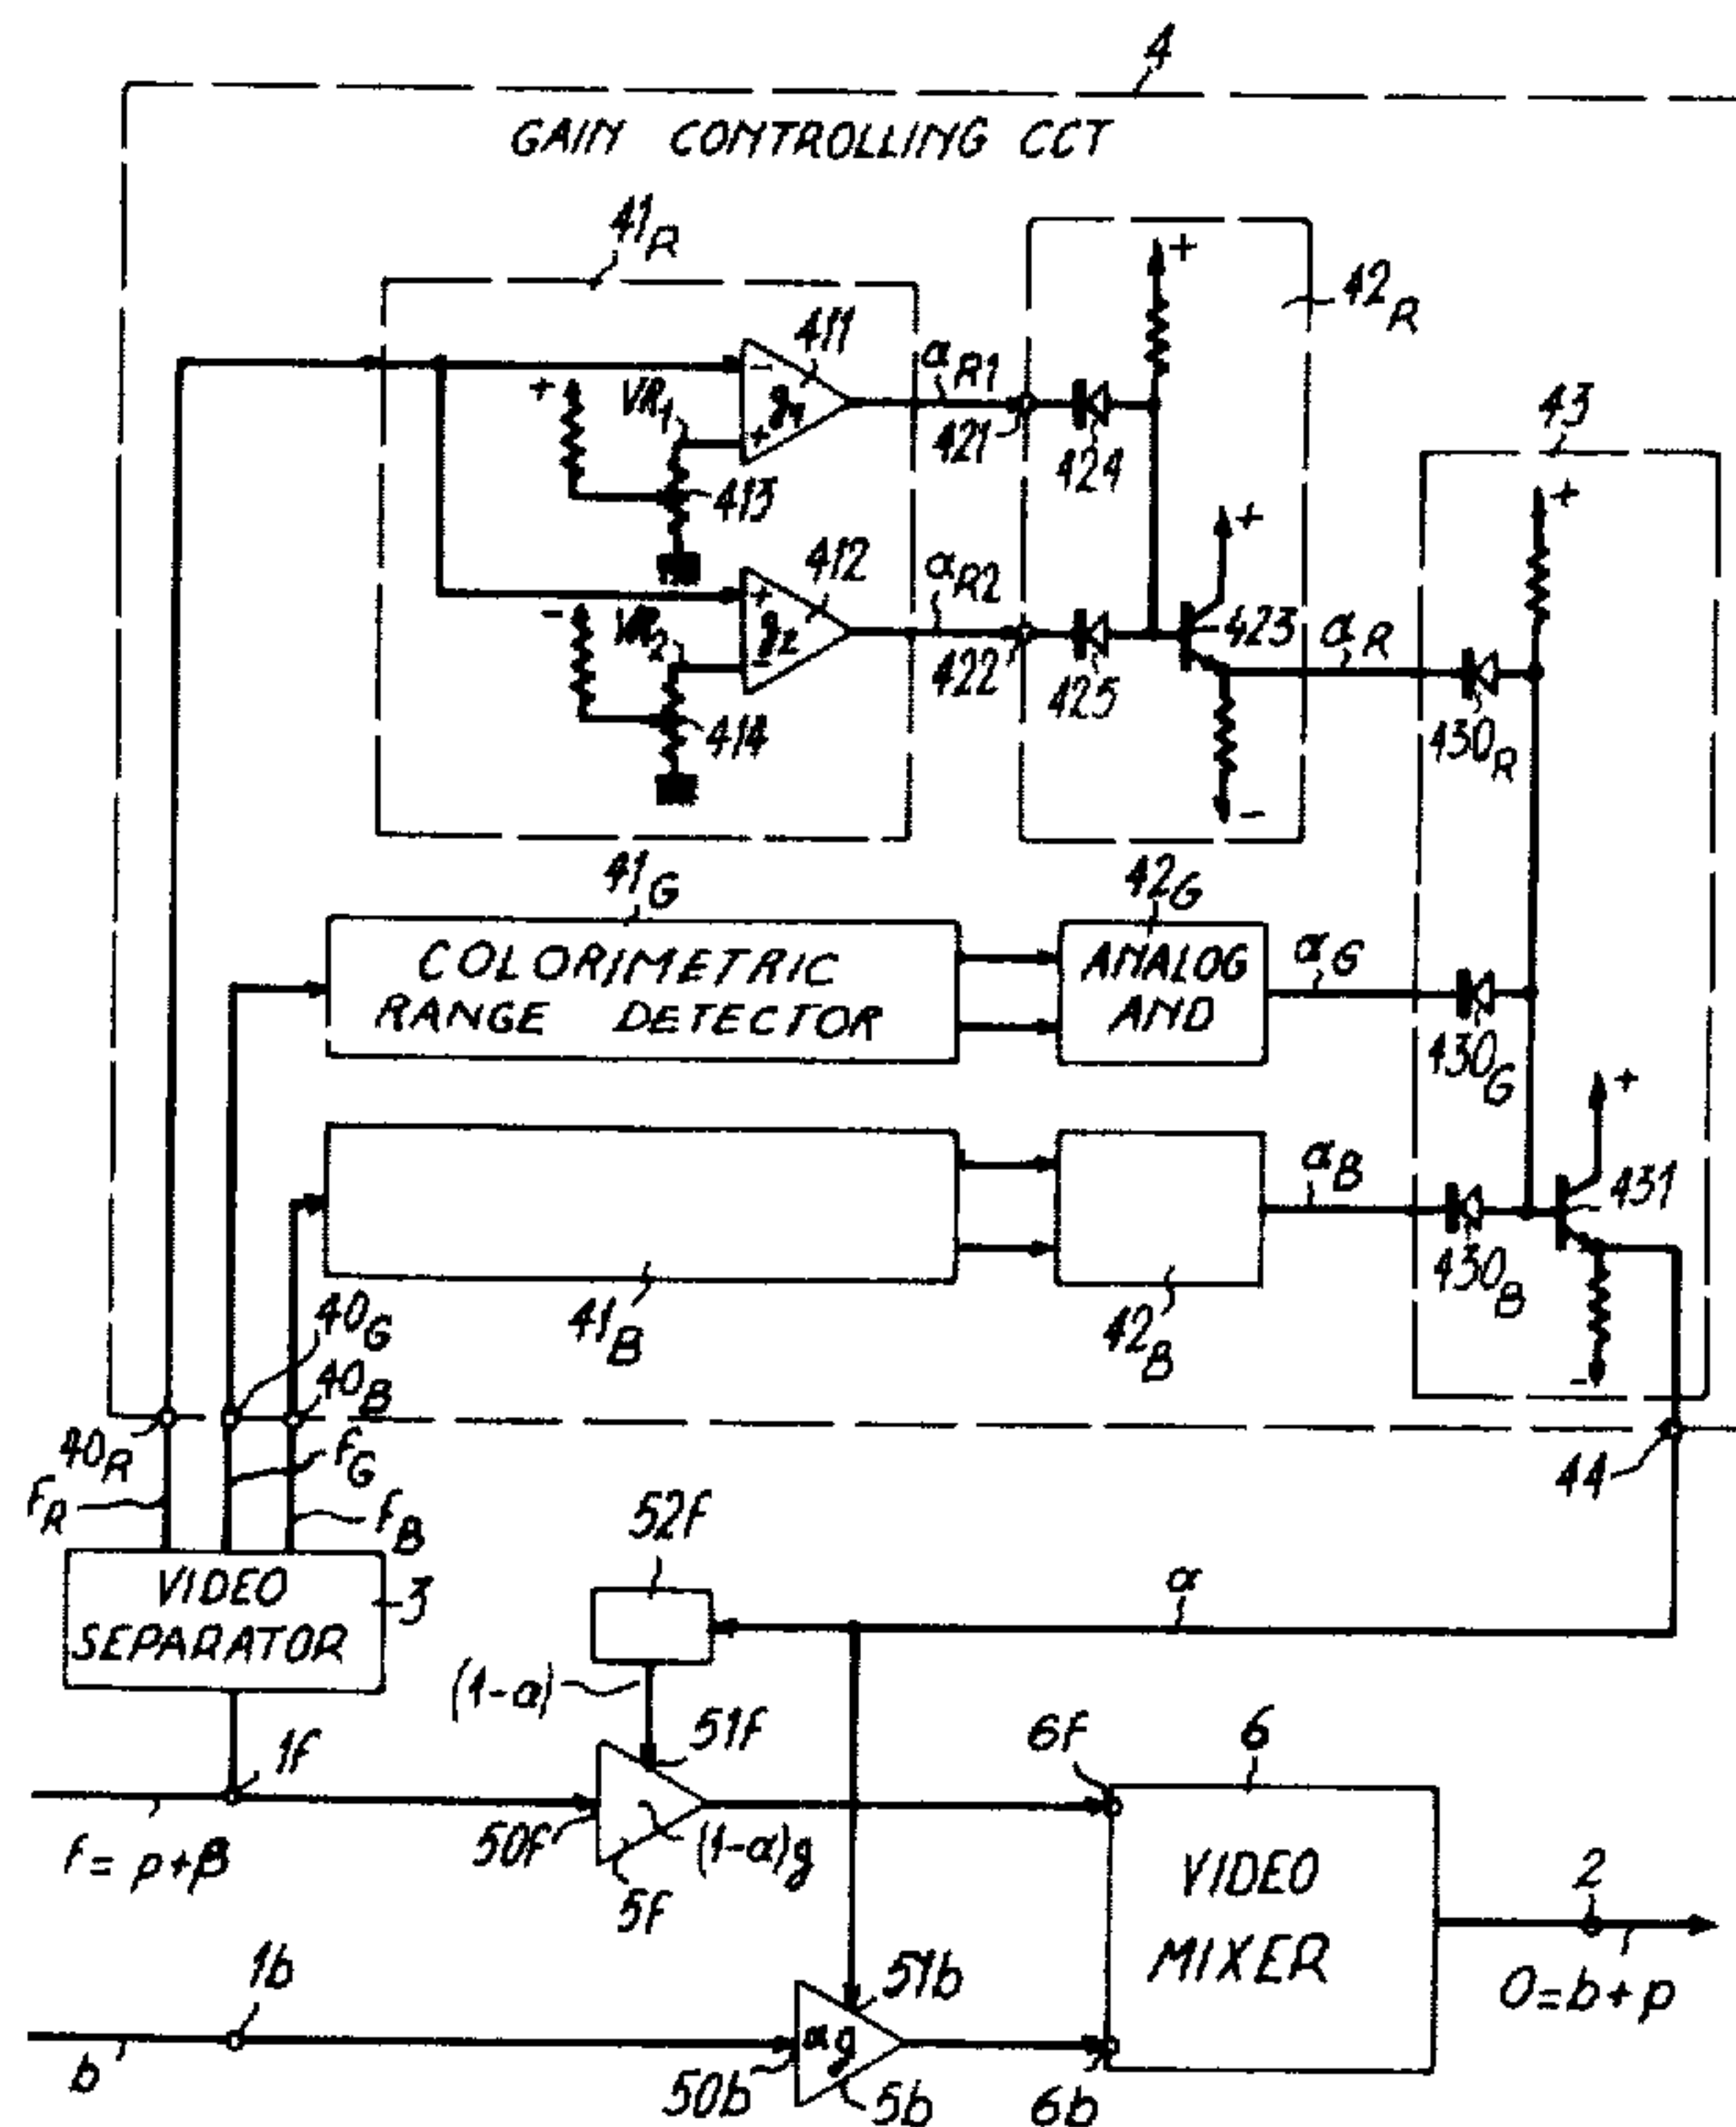 4
GAIN CONTROLLING CCT
41R
42R
411
αR1
43
+
+
VR1
-
g1
+
421
424
413
+
+
412
αR2
-
VR2
+
g2
-
422
425
423
αR
414
430R
-
41G
42G
COLORIMETRIC
RANGE DETECTOR
ANALOG
AND
αG
430G
+
αB
431
41B
42B
430B
-
40G
40B
40R
44
FR
FG
FB
VIDEO
SEPARATOR
3
52f
α
(1-α)
51f
6f
6
1f
f=p+β
50f
5f
(1-α)g
VIDEO
MIXER
2
O=b+p
1b
b
51b
αg
50b
5b
6b